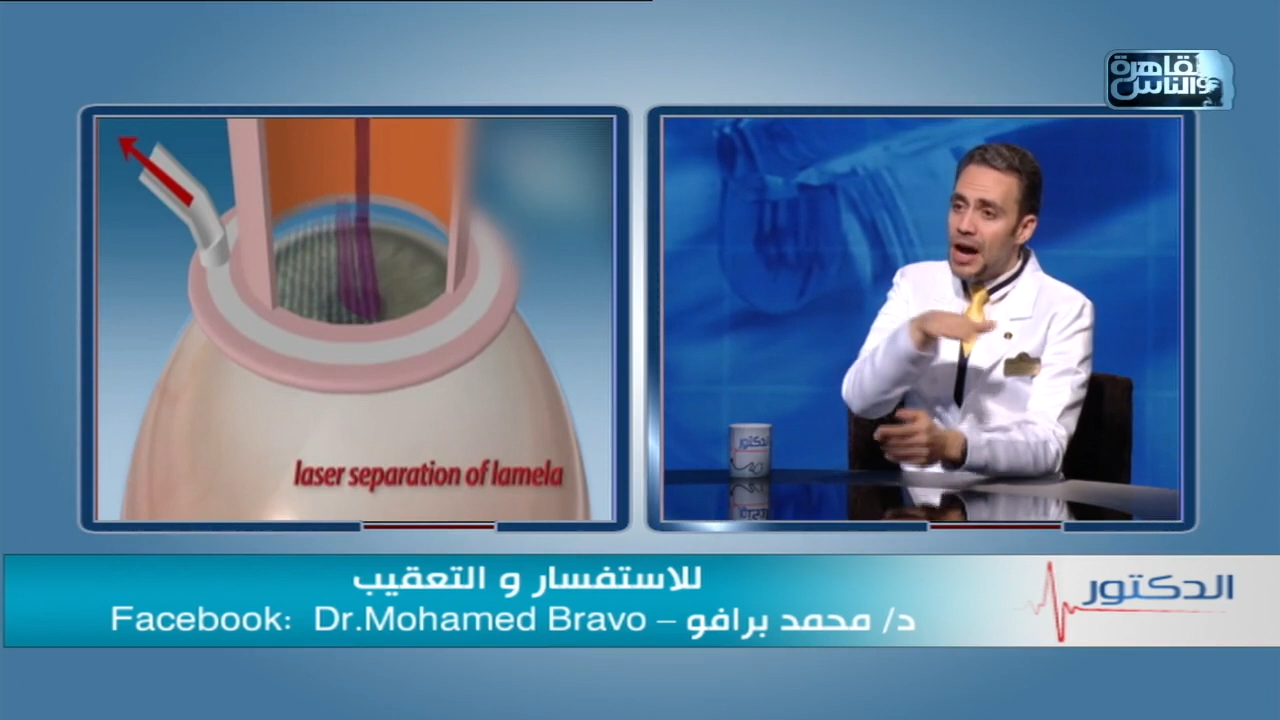 القاهرة
والناس
laser separation of lamela
الدكتور
للاستفسار و التعقيب
د/ محمد برافو – Facebook: Dr.Mohamed Bravo
الدكتور